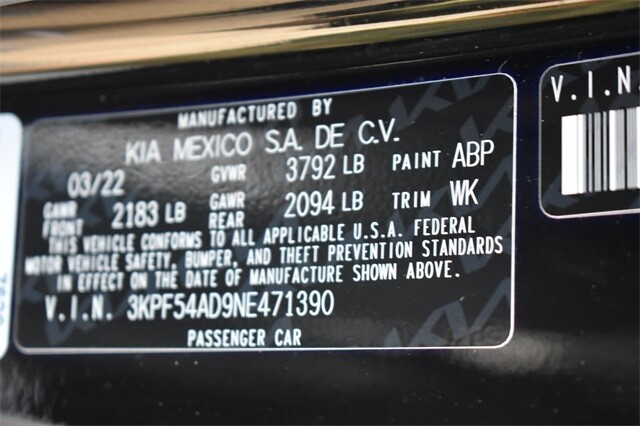 MANUFACTURED BY
KIA MEXICO S.A. DE C.V.
03/22 GVWR 3792 LB PAINT ABP
GAWR FRONT 2183 LB GAWR REAR 2094 LB TRIM WK
THIS VEHICLE CONFORMS TO ALL APPLICABLE U.S.A. FEDERAL
MOTOR VEHICLE SAFETY, BUMPER, AND THEFT PREVENTION STANDARDS
IN EFFECT ON THE DATE OF MANUFACTURE SHOWN ABOVE.
V.I.N. 3KPF54AD9NE471390
PASSENGER CAR
V.I.N.